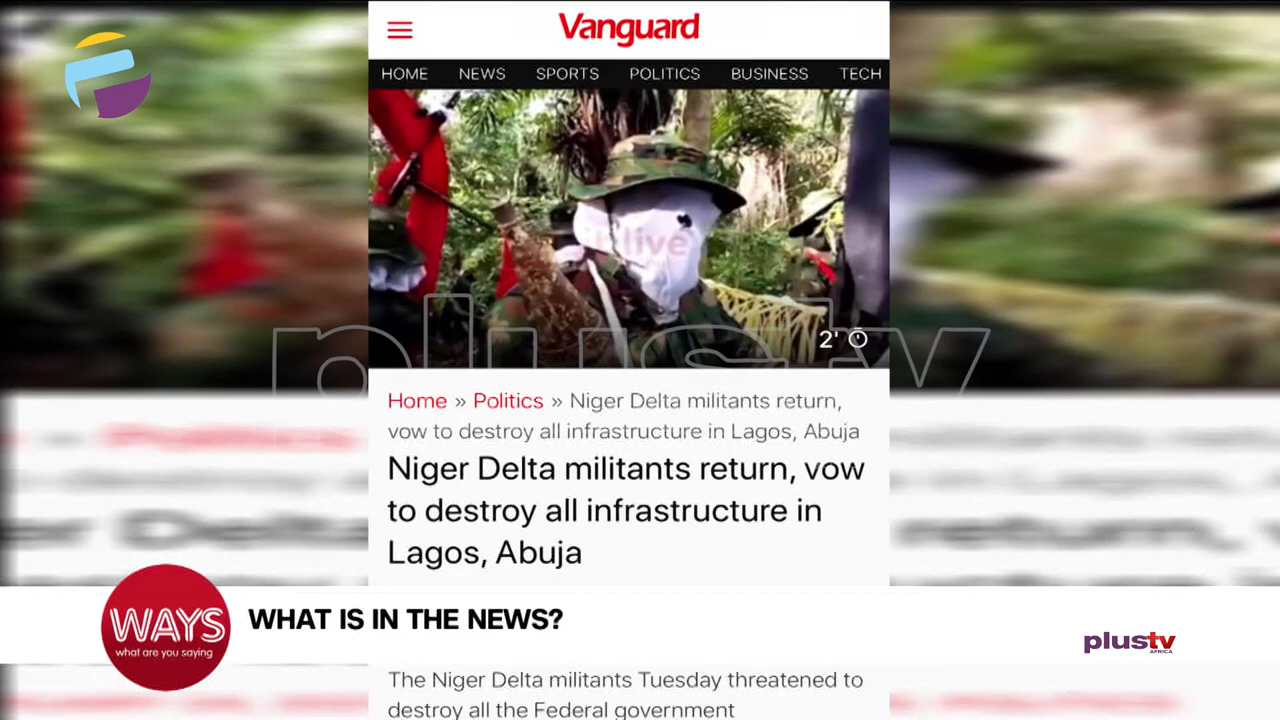 Vanguard
HOME NEWS SPORTS POLITICS BUSINESS TECH
live
2'
plustv
Home » Politics » Niger Delta militants return,
vow to destroy all infrastructure in Lagos, Abuja
Niger Delta militants return, vow
to destroy all infrastructure in
Lagos, Abuja
WAYS
what are you saying
WHAT IS IN THE NEWS?
plustv
AFRICA
The Niger Delta militants Tuesday threatened to
destroy all the Federal government